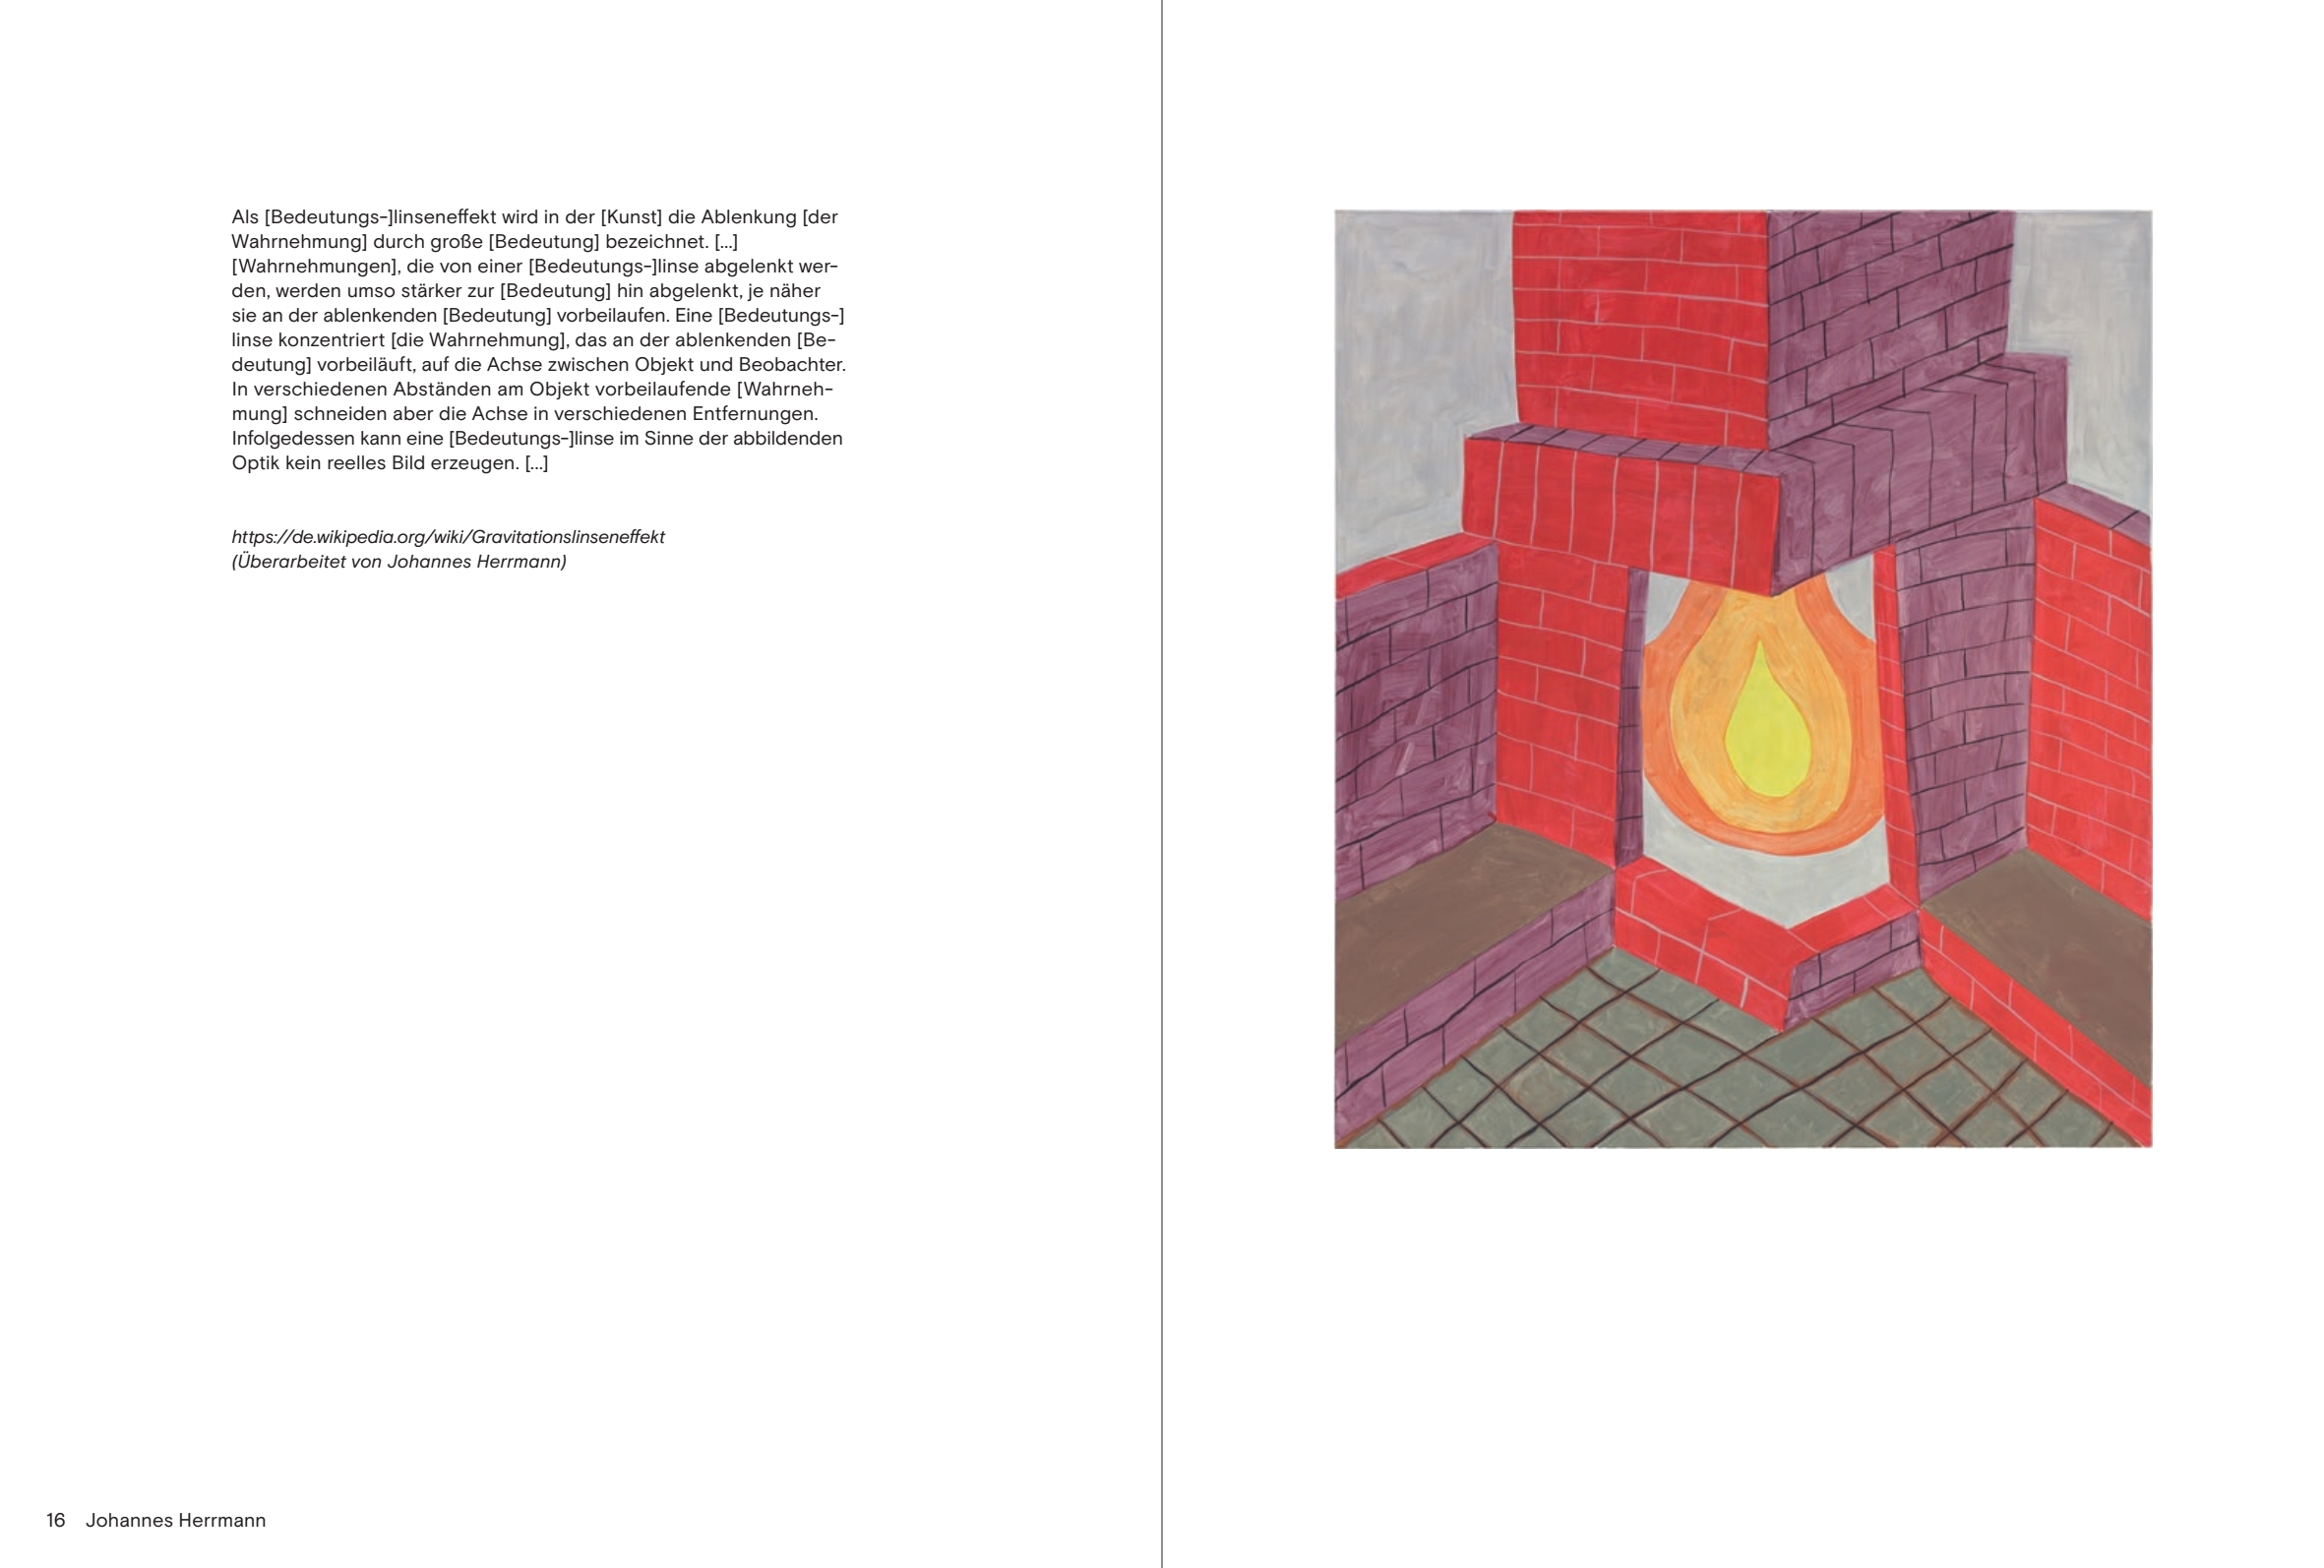 Als [Bedeutungs-]linseneffekt wird in der [Kunst] die Ablenkung [der
Wahrnehmung] durch große [Bedeutung] bezeichnet. [...]
[Wahrnehmungen], die von einer [Bedeutungs-]linse abgelenkt wer-
den, werden umso stärker zur [Bedeutung] hin abgelenkt, je näher
sie an der ablenkenden [Bedeutung] vorbeilaufen. Eine [Bedeutungs-]
linse konzentriert [die Wahrnehmung], das an der ablenkenden [Be-
deutung] vorbeiläuft, auf die Achse zwischen Objekt und Beobachter.
In verschiedenen Abständen am Objekt vorbeilaufende [Wahrneh-
mung] schneiden aber die Achse in verschiedenen Entfernungen.
Infolgedessen kann eine [Bedeutungs-]linse im Sinne der abbildenden
Optik kein reelles Bild erzeugen. [...]
https://de.wikipedia.org/wiki/Gravitationslinseneffekt
(Überarbeitet von Johannes Herrmann)
16 Johannes Herrmann